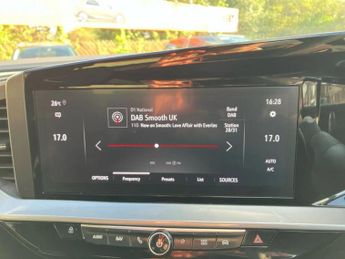 26°c
D1 National
DAB Smooth UK
110 Now on Smooth: Love Affair with Everlas
Band
DAB
Station
28/31
16:28
17.0
17.0
AUTO
A/C
OPTIONS
Frequency
Presets
List
SOURCES